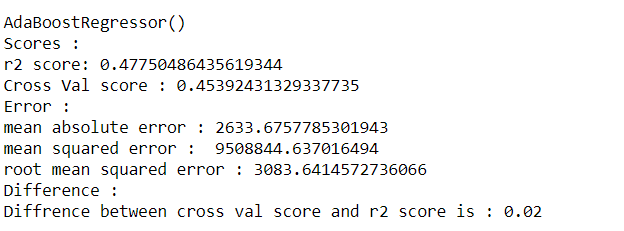 AdaBoostRegressor()
Scores :
r2 score: 0.47750486435619344
Cross Val score : 0.45392431329337735
Error :
mean absolute error : 2633.6757785301943
mean squared error :  9508844.637016494
root mean squared error : 3083.6414572736066
Difference :
Diffrence between cross val score and r2 score is : 0.02